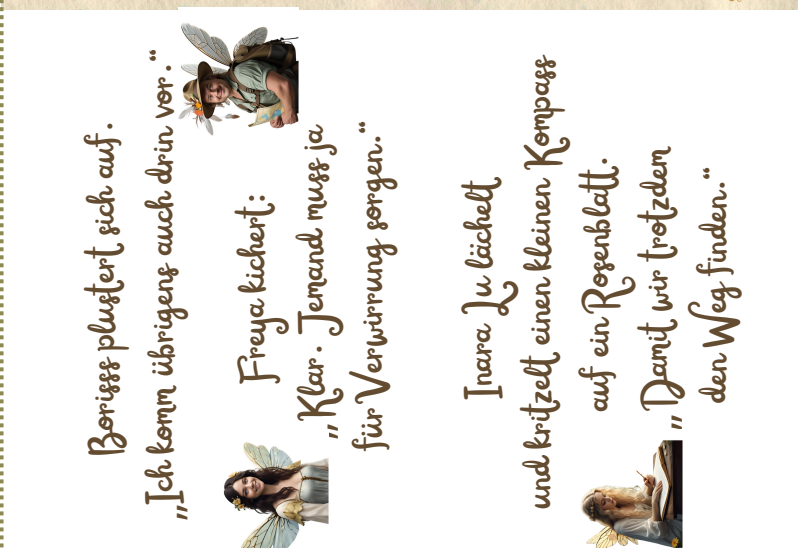 Borisss plustert sich auf.
„Ich komm übrigens auch drin vor.“
Freya kichert:
„Klar. Jemand muss ja
für Verwirrung sorgen.“
Inara Lu lächelt
und kritzelt einen kleinen Kompass
auf ein Rosenblatt.
„Damit wir trotzdem
den Weg finden.“